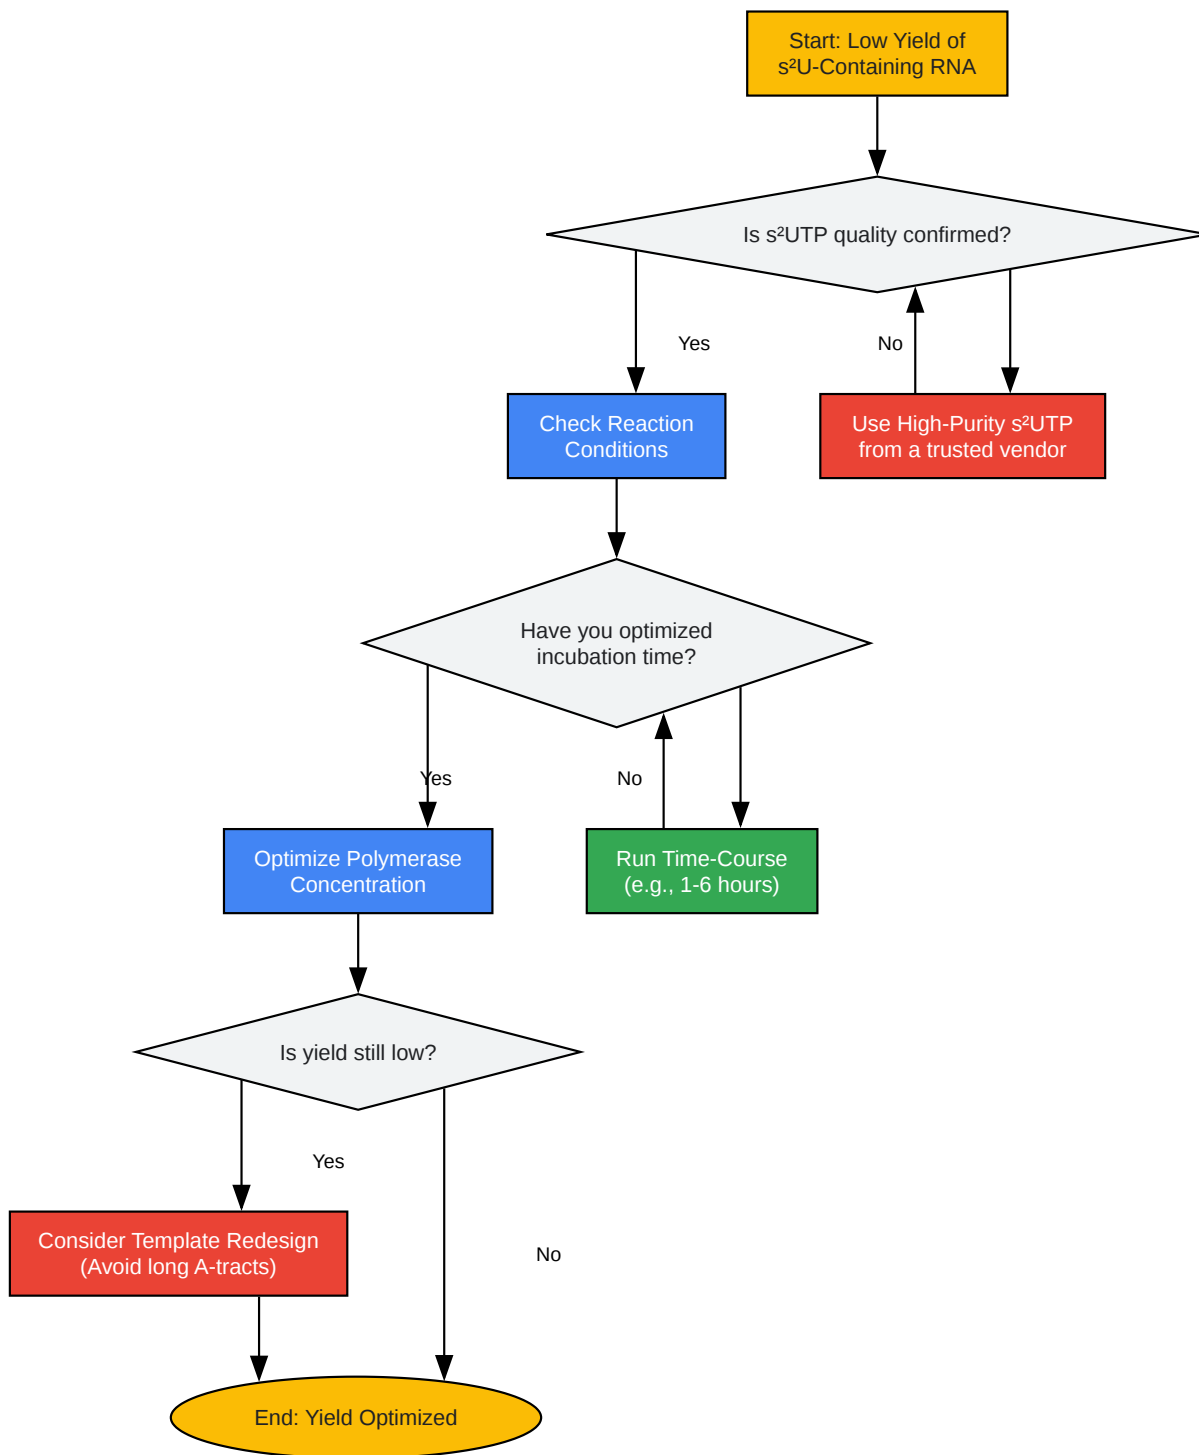 Start: Low Yield of
s²U-Containing RNA
Is s²UTP quality confirmed?
Yes
No
Check Reaction
Conditions
Use High-Purity s²UTP
from a trusted vendor
Have you optimized
incubation time?
Yes
No
Optimize Polymerase
Concentration
Run Time-Course
(e.g., 1-6 hours)
Is yield still low?
Yes
Consider Template Redesign
(Avoid long A-tracts)
No
End: Yield Optimized